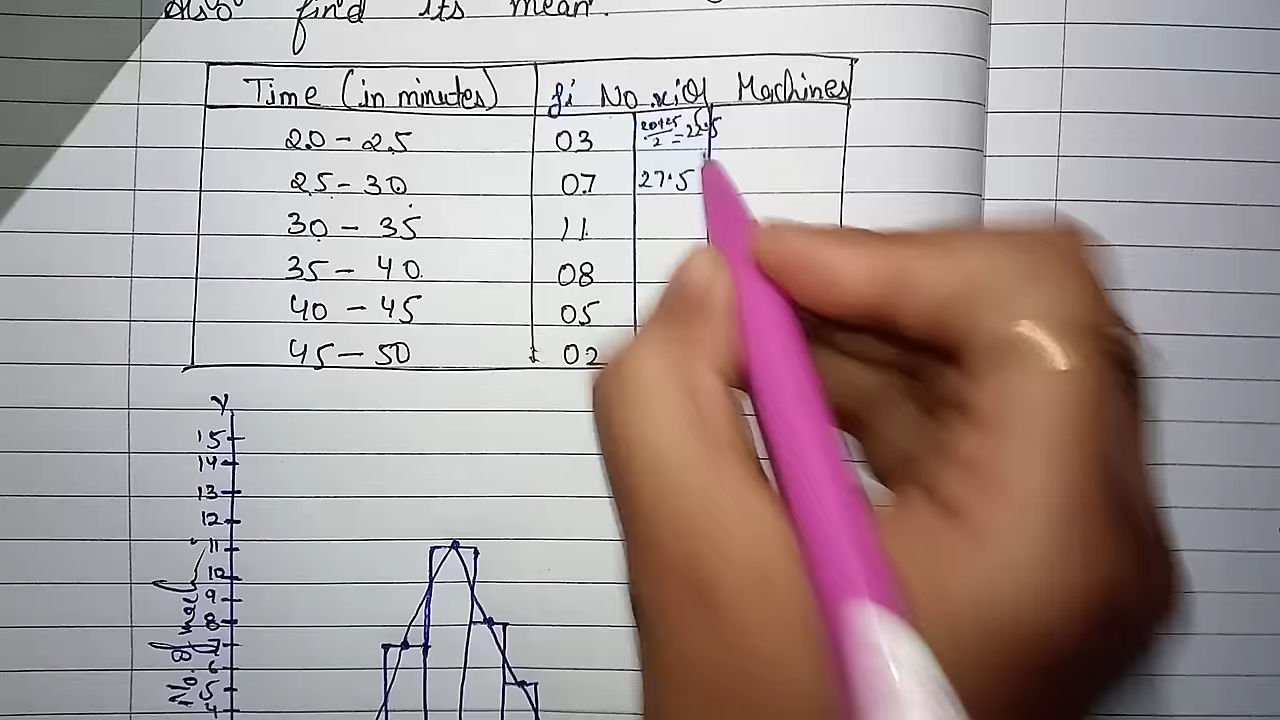 also find its mean.
Time (in minutes) fi No. xi of Machines
20 - 25 03 20+25/2 = 22.5
25 - 30 07 27.5
30 - 35 11
35 - 40 08
40 - 45 05
45 - 50 02
Y
15
14
13
12
11
10
9
8
7
6
5
4
No. of mach